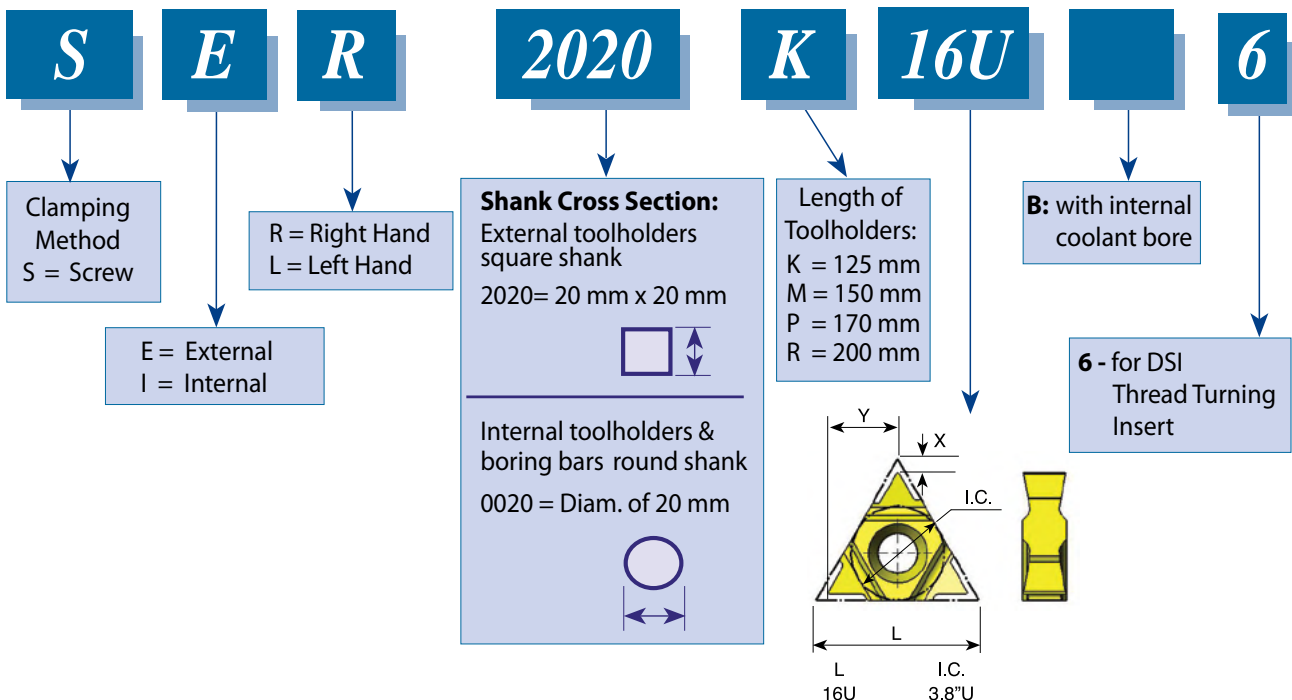 S E R 2020 K 16U 6
Clamping
Method
S = Screw
E = External
I = Internal
R = Right Hand
L = Left Hand
Shank Cross Section:
External toolholders
square shank
2020= 20 mm x 20 mm
Internal toolholders &
boring bars round shank
0020 = Diam. of 20 mm
Length of
Toolholders:
K = 125 mm
M = 150 mm
P = 170 mm
R = 200 mm
Y
X
I.C.
L
L I.C.
16U 3.8”U
B: with internal
coolant bore
6 - for DSI
Thread Turning
Insert